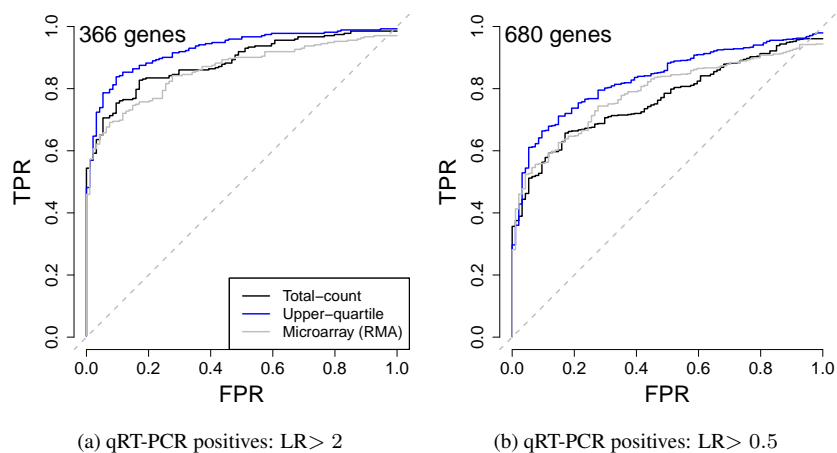 366 genes
TPR
0.0 0.2 0.4 0.6 0.8 1.0
Total−count
Upper−quartile
Microarray (RMA)
0.0 0.2 0.4 0.6 0.8 1.0
FPR
(a) qRT-PCR positives: LR> 2
680 genes
TPR
0.0 0.2 0.4 0.6 0.8 1.0
0.0 0.2 0.4 0.6 0.8 1.0
FPR
(b) qRT-PCR positives: LR> 0.5